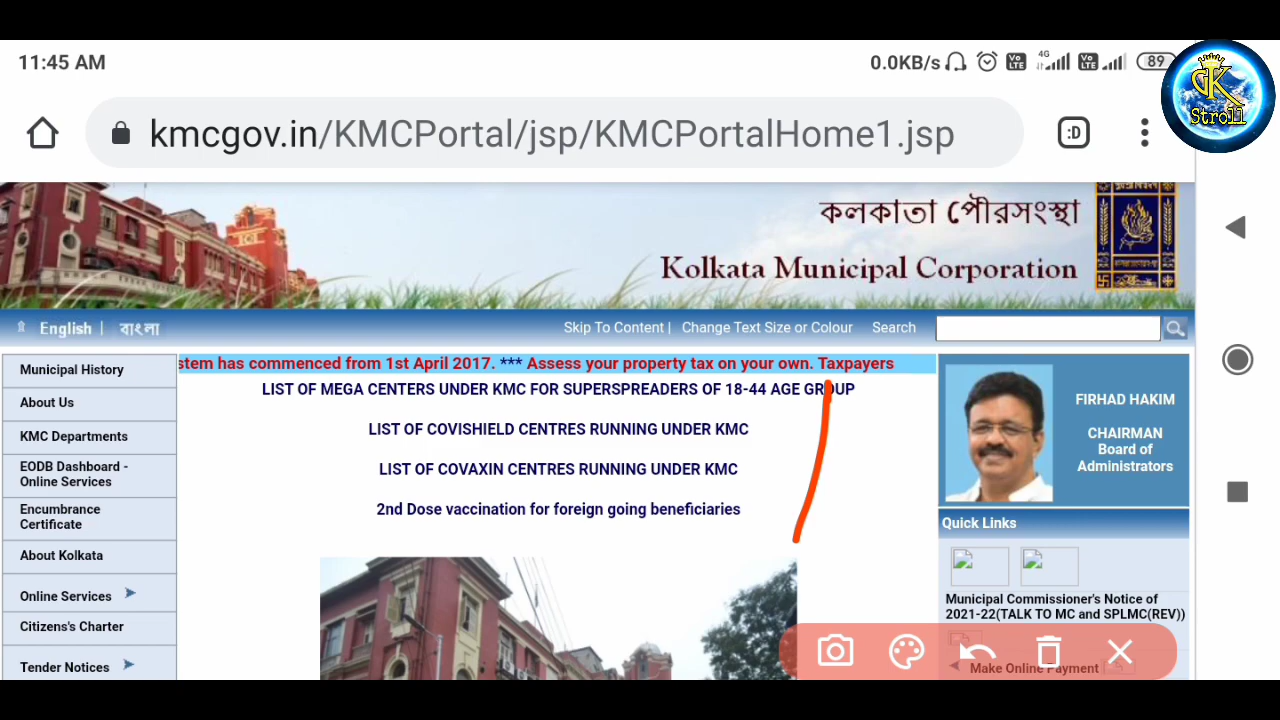 11:45 AM
0.0KB/s
Vo LTE
4G
Vo LTE
89
GK
Stroll
kmcgov.in/KMCPortal/jsp/KMCPortalHome1.jsp
:D
কলকাতা পৌরসংস্থা
Kolkata Municipal Corporation
English | বাংলা
Skip To Content | Change Text Size or Colour Search
Municipal History
About Us
KMC Departments
EODB Dashboard -
Online Services
Encumbrance
Certificate
About Kolkata
Online Services
Citizens's Charter
Tender Notices
stem has commenced from 1st April 2017. *** Assess your property tax on your own. Taxpayers
LIST OF MEGA CENTERS UNDER KMC FOR SUPERSPREADERS OF 18-44 AGE GROUP
LIST OF COVISHIELD CENTRES RUNNING UNDER KMC
LIST OF COVAXIN CENTRES RUNNING UNDER KMC
2nd Dose vaccination for foreign going beneficiaries
FIRHAD HAKIM
CHAIRMAN
Board of
Administrators
Quick Links
Municipal Commissioner's Notice of
2021-22(TALK TO MC and SPLMC(REV))
Make Online Payment